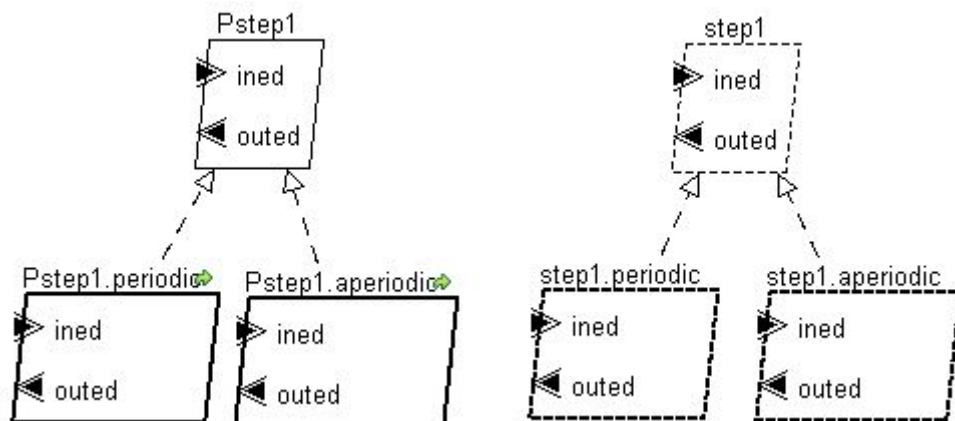 Pstep1
ined
outed
Pstep1.periodic
ined
outed
Pstep1.aperiodic
ined
outed
step1
ined
outed
step1.periodic
ined
outed
step1.aperiodic
ined
outed